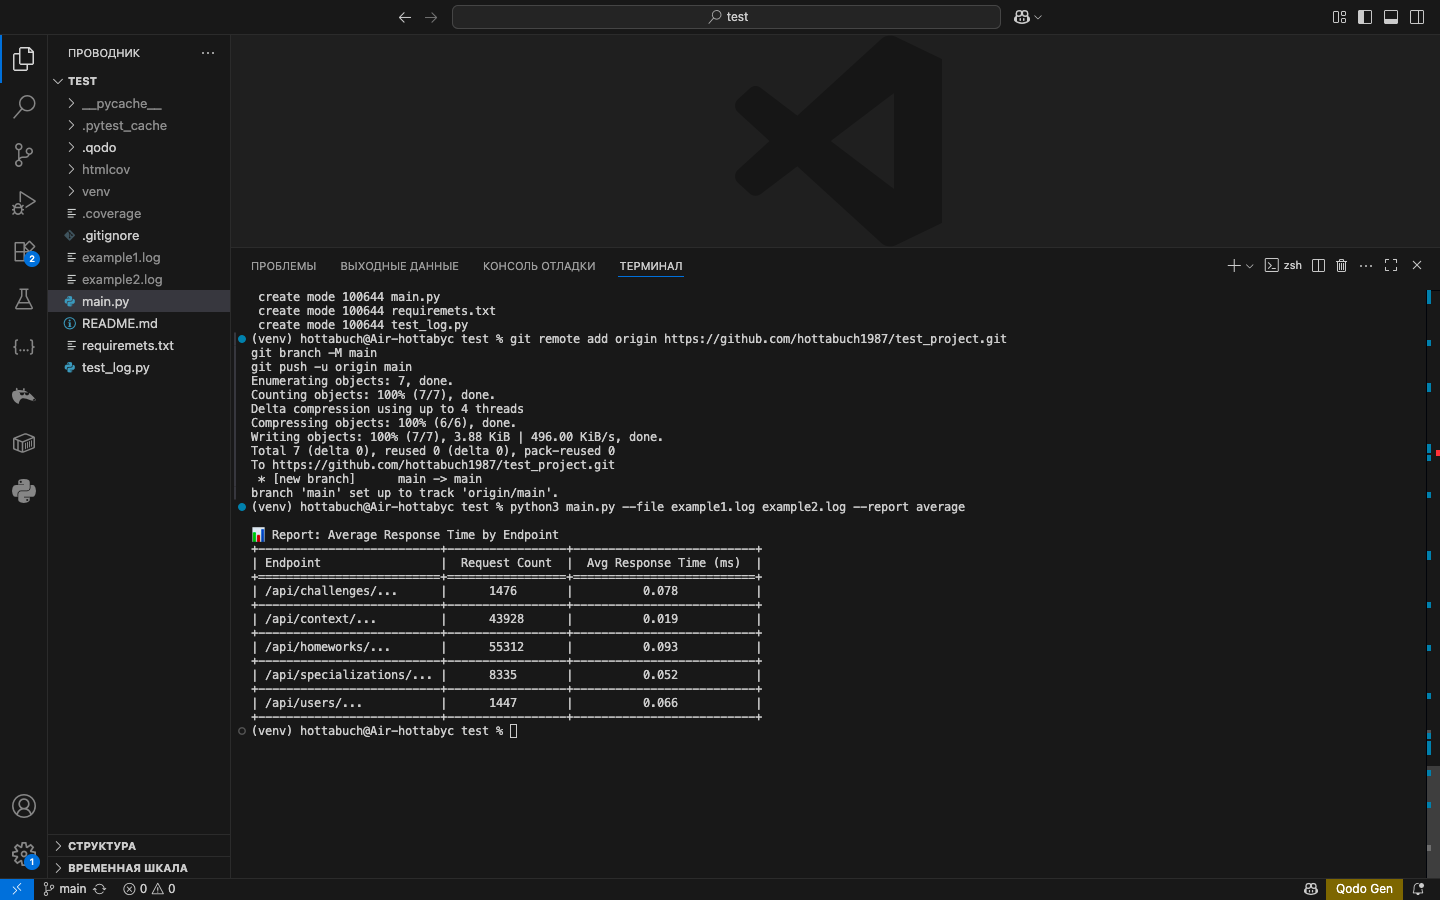 test
ПРОВОДНИК
TEST
__pycache__
.pytest_cache
.qodo
htmlcov
venv
.coverage
.gitignore
example1.log
example2.log
main.py
README.md
requiremets.txt
test_log.py
СТРУКТУРА
ВРЕМЕННАЯ ШКАЛА
2
1
ПРОБЛЕМЫ ВЫХОДНЫЕ ДАННЫЕ КОНСОЛЬ ОТЛАДКИ ТЕРМИНАЛ
zsh
create mode 100644 main.py
create mode 100644 requiremets.txt
create mode 100644 test_log.py
(venv) hottabuch@Air-hottabyc test % git remote add origin https://github.com/hottabuch1987/test_project.git
git branch -M main
git push -u origin main
Enumerating objects: 7, done.
Counting objects: 100% (7/7), done.
Delta compression using up to 4 threads
Compressing objects: 100% (6/6), done.
Writing objects: 100% (7/7), 3.88 KiB | 496.00 KiB/s, done.
Total 7 (delta 0), reused 0 (delta 0), pack-reused 0
To https://github.com/hottabuch1987/test_project.git
* [new branch]      main -> main
branch 'main' set up to track 'origin/main'.
(venv) hottabuch@Air-hottabyc test % python3 main.py --file example1.log example2.log --report average
📊 Report: Average Response Time by Endpoint
+--------------------------+-----------------+--------------------------+
| Endpoint                 |  Request Count  |  Avg Response Time (ms)  |
+==========================+=================+==========================+
| /api/challenges/...      |      1476       |          0.078           |
+--------------------------+-----------------+--------------------------+
| /api/context/...         |      43928      |          0.019           |
+--------------------------+-----------------+--------------------------+
| /api/homeworks/...       |      55312      |          0.093           |
+--------------------------+-----------------+--------------------------+
| /api/specializations/... |      8335       |          0.052           |
+--------------------------+-----------------+--------------------------+
| /api/users/...           |      1447       |          0.066           |
+--------------------------+-----------------+--------------------------+
(venv) hottabuch@Air-hottabyc test %
main 0 0 Qodo Gen